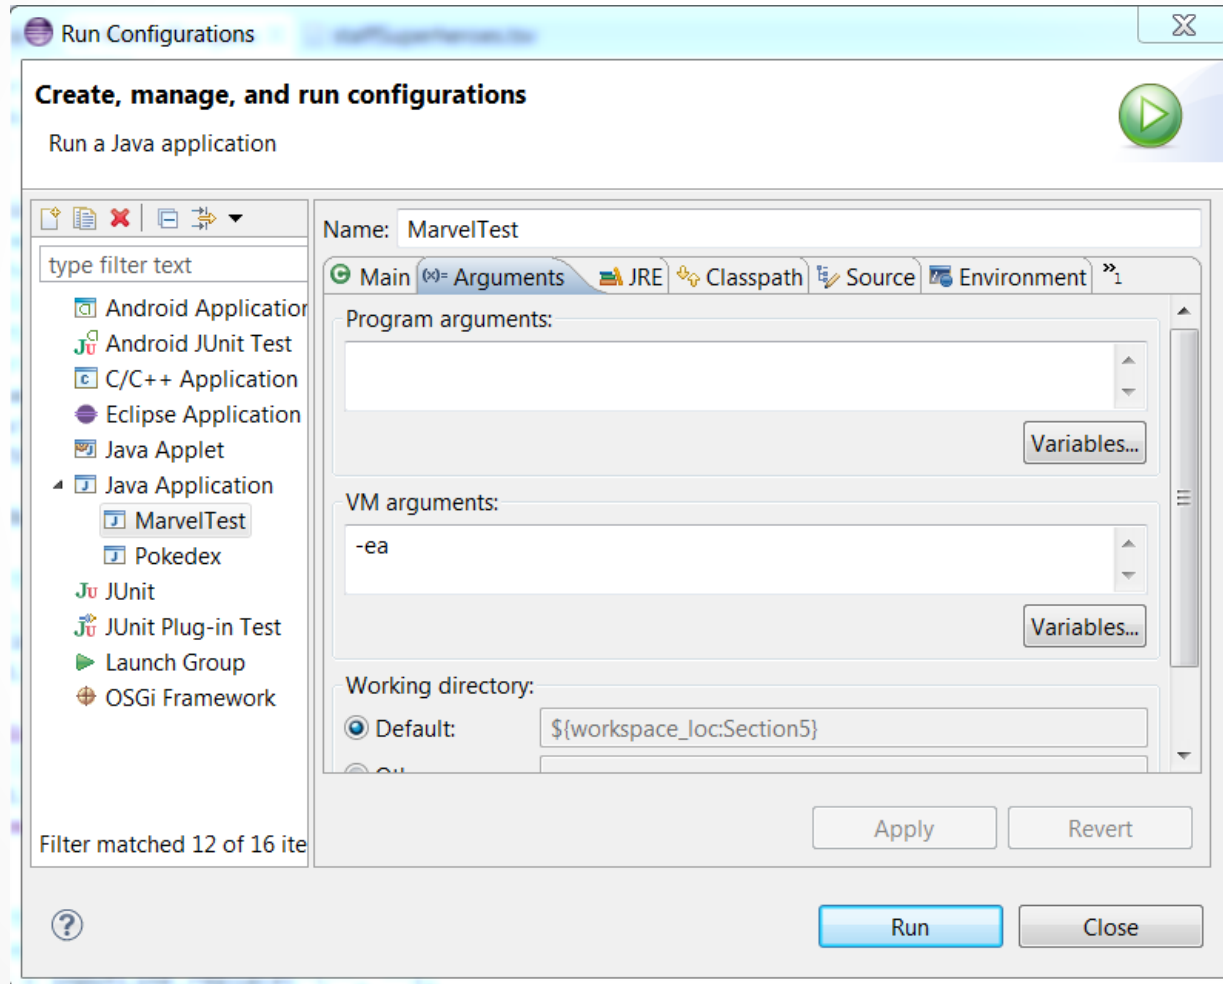 Run Configurations
Create, manage, and run configurations
Run a Java application
type filter text
Android Application
Android JUnit Test
C/C++ Application
Eclipse Application
Java Applet
Java Application
MarvelTest
Pokedex
JUnit
JUnit Plug-in Test
Launch Group
OSGi Framework
Filter matched 12 of 16 ite
Name: MarvelTest
Main (x)= Arguments JRE Classpath Source Environment »1
Program arguments:
Variables...
VM arguments:
-ea
Variables...
Working directory:
Default: ${workspace_loc:Section5}
Apply Revert
Run Close